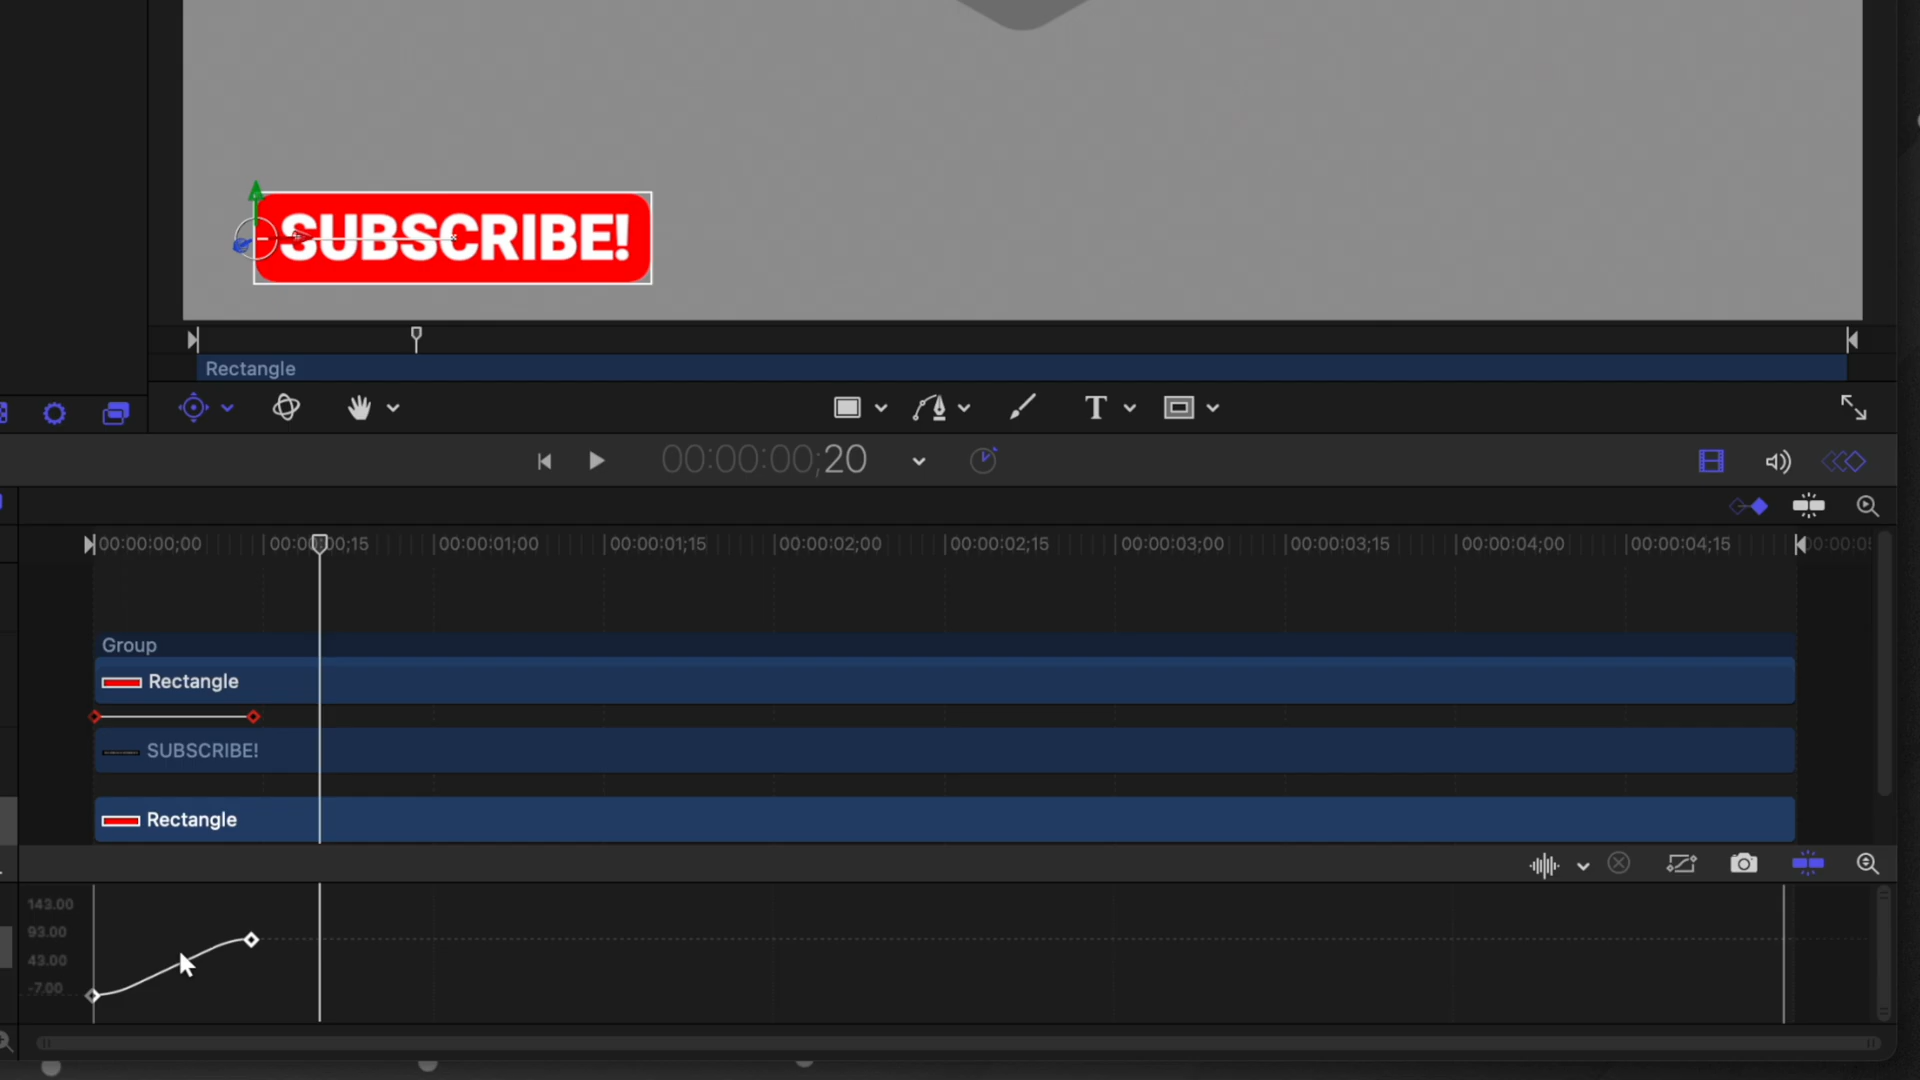 SUBSCRIBE!
Rectangle
T
00:00:00;20
00:00:00;00
00:00:00;15
00:00:01;00
00:00:01;15
00:00:02;00
00:00:02;15
00:00:03;00
00:00:03;15
00:00:04;00
00:00:04;15
Group
Rectangle
SUBSCRIBE!
Rectangle
143.00
93.00
43.00
-7.00